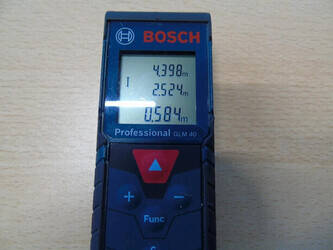 BOSCH
4.398m
2.524m
0.584m
Professional GLM 40
+ −
Func